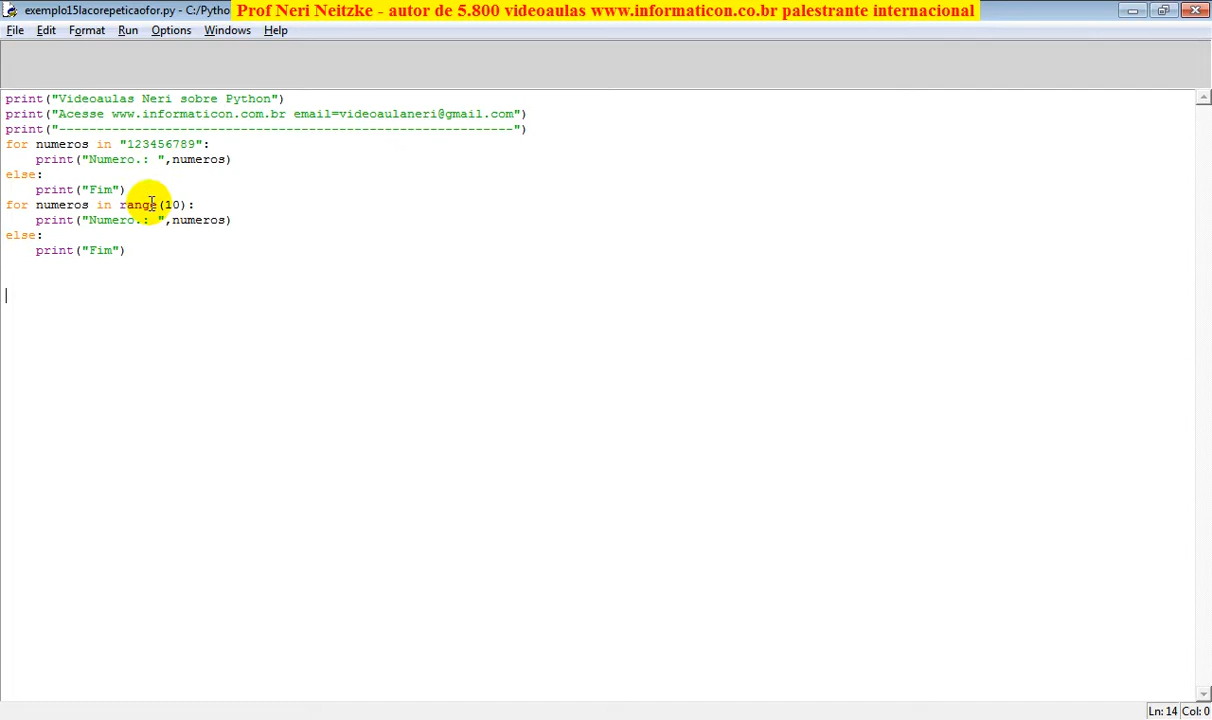 exemplo15lacorepeticaofor.py - C:/Pytho
Prof Neri Neitzke - autor de 5.800 videoaulas www.informaticon.co.br palestrante internacional
File Edit Format Run Options Windows Help
print("Videoaulas Neri sobre Python")
print("Acesse www.informaticon.com.br email=videoaulaneri@gmail.com")
print("------------------------------------------------------------")
for numeros in "123456789":
    print("Numero.: ",numeros)
else:
    print("Fim")
for numeros in range(10):
    print("Numero.: ",numeros)
else:
    print("Fim")
Ln: 14 Col: 0